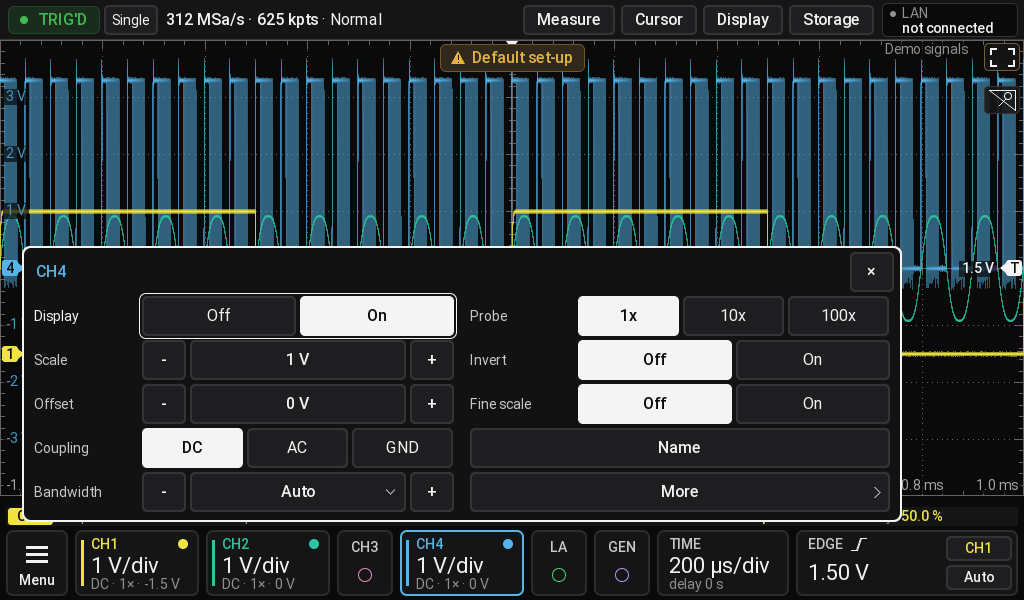 TRIG'D
Single
312 MSa/s · 625 kpts · Normal
Measure
Cursor
Display
Storage
LAN
not connected
Default set-up
Demo signals
3 V
2 V
1 V
4
1.5 V
T
-1
1
-2
-3
-1.
0.8 ms
1.0 ms
CH4
×
Display
Off
On
Probe
1x
10x
100x
Scale
-
1 V
+
Invert
Off
On
Offset
-
0 V
+
Fine scale
Off
On
Coupling
DC
AC
GND
Name
Bandwidth
-
Auto
+
More
50.0 %
Menu
CH1
1 V/div
DC · 1× · -1.5 V
CH2
1 V/div
DC · 1× · 0 V
CH3
CH4
1 V/div
DC · 1× · 0 V
LA
GEN
TIME
200 µs/div
delay 0 s
EDGE
1.50 V
CH1
Auto